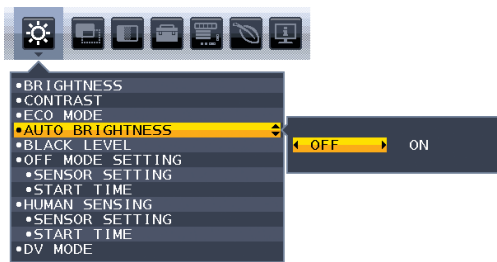 •BRIGHTNESS
•CONTRAST
•ECO MODE
•AUTO BRIGHTNESS
OFF ON
•BLACK LEVEL
•OFF MODE SETTING
•SENSOR SETTING
•START TIME
•HUMAN SENSING
•SENSOR SETTING
•START TIME
•DV MODE